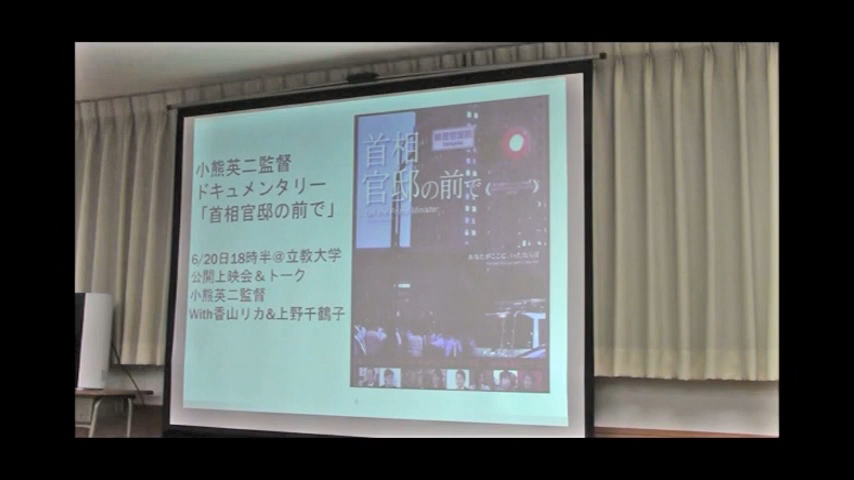 小熊英二監督
ドキュメンタリー
「首相官邸の前で」
6/20日18時半@立教大学
公開上映会&トーク
小熊英二監督
With香山リカ&上野千鶴子
首相
官邸の前で